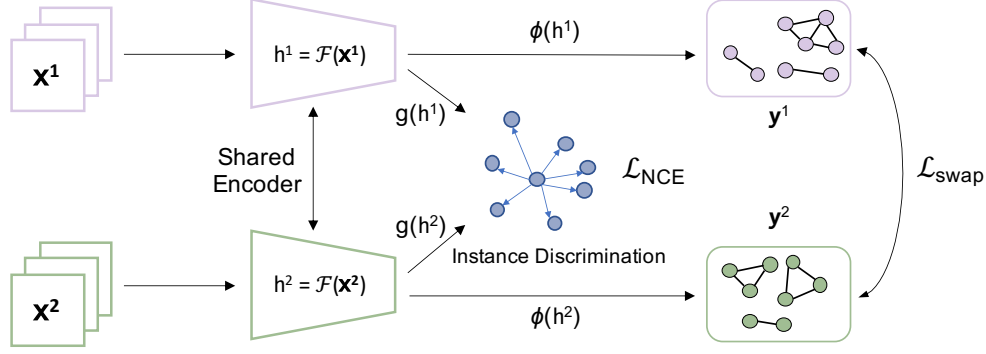 x¹
h¹ = ℱ(x¹)
ϕ(h¹)
y¹
g(h¹)
Shared
Encoder
ℒNCE
ℒswap
g(h²)
Instance Discrimination
y²
x²
h² = ℱ(x²)
ϕ(h²)